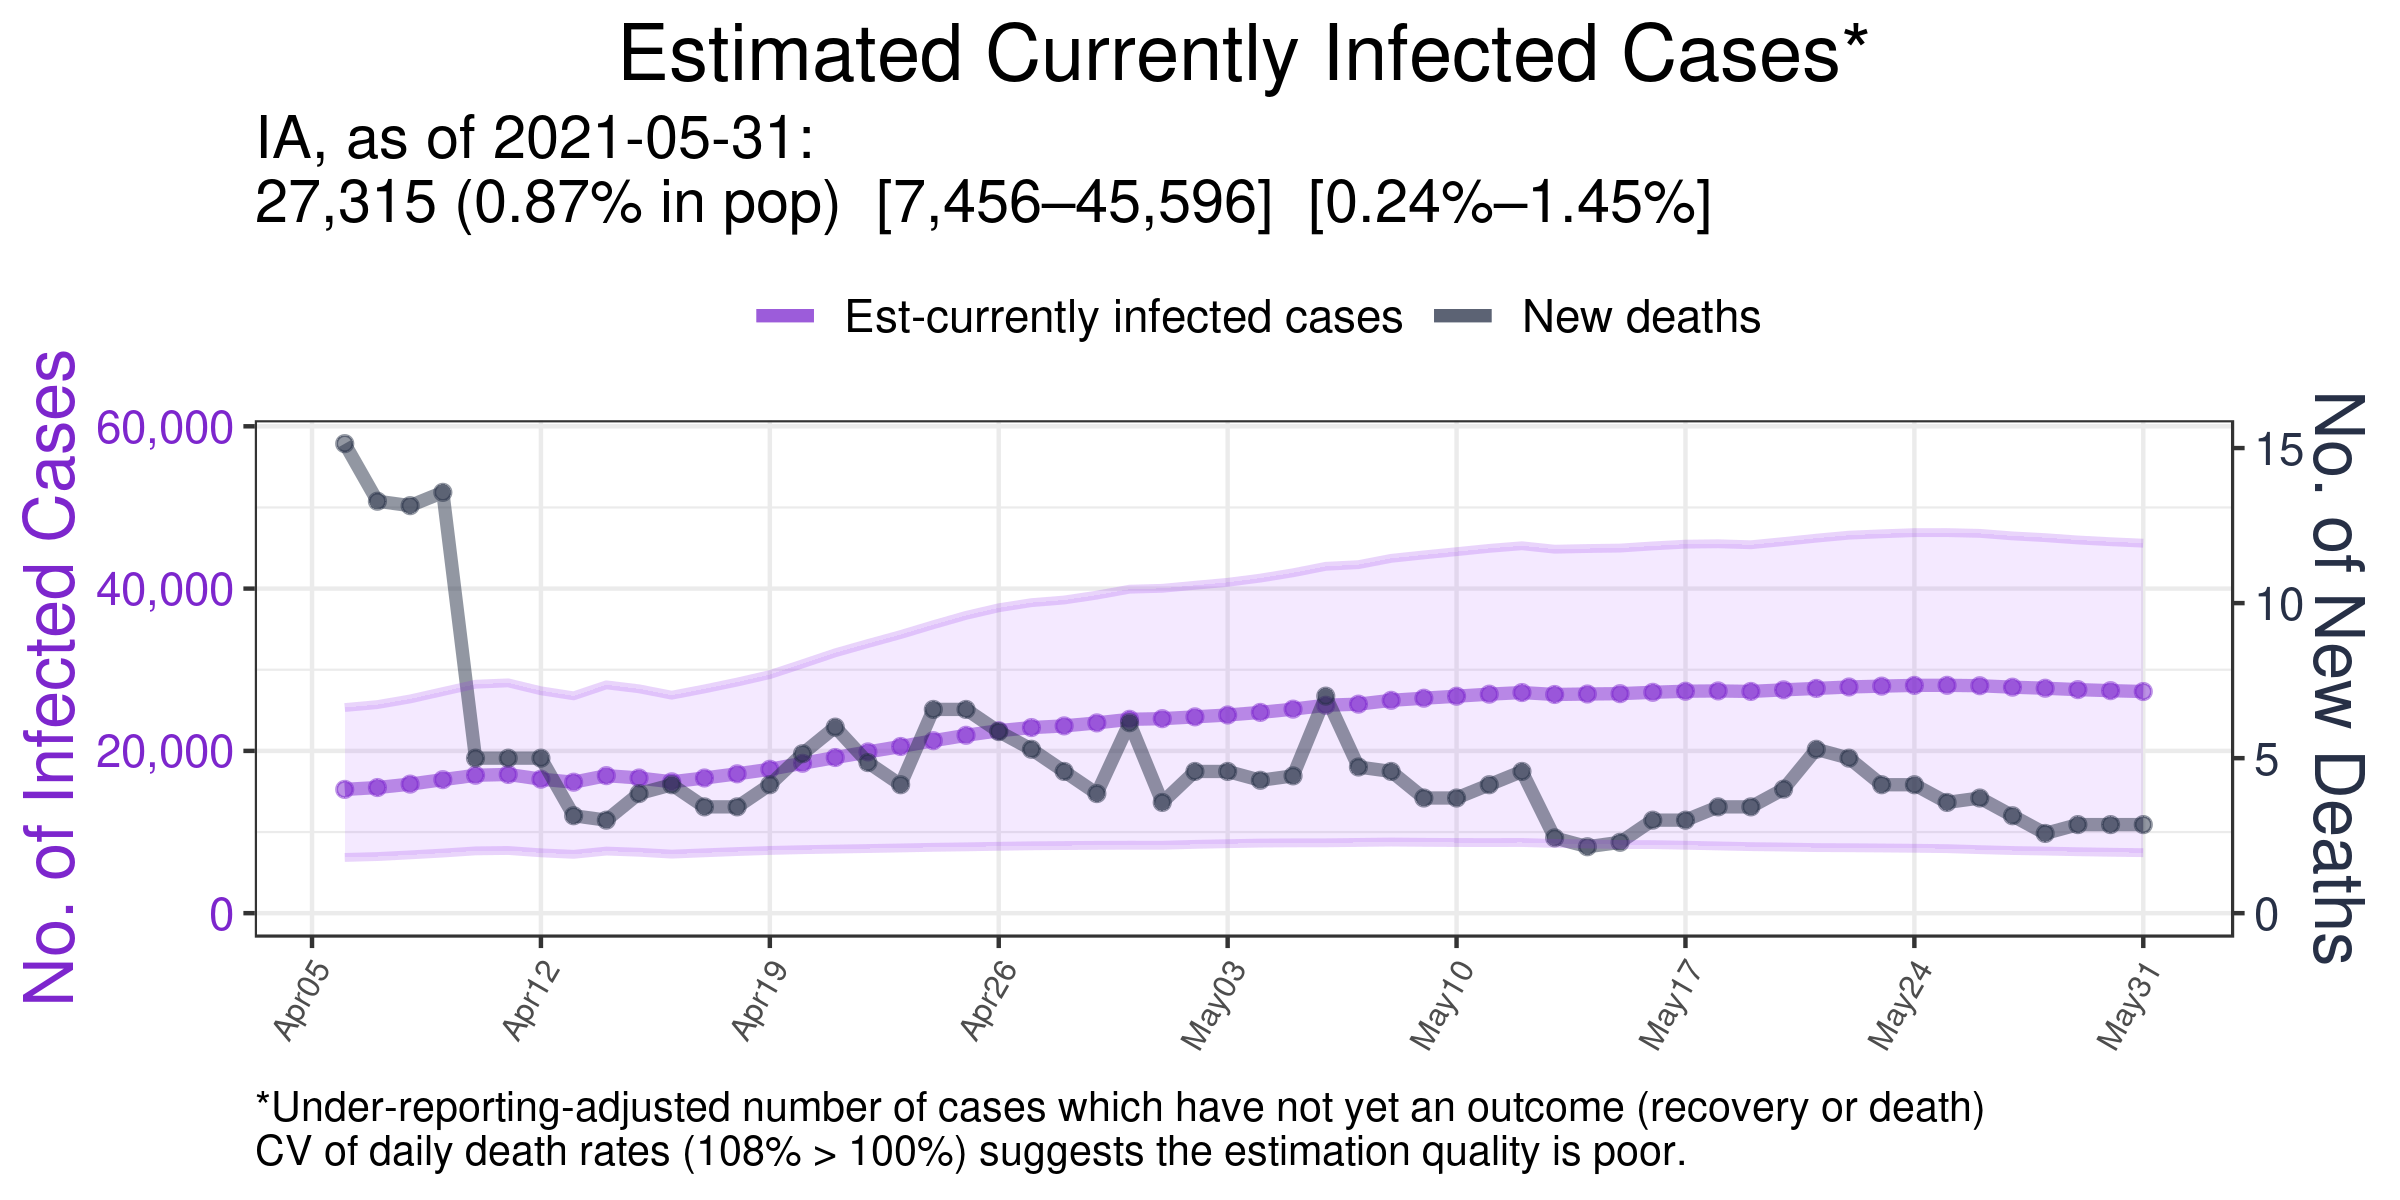 Estimated Currently Infected Cases*
IA, as of 2021-05-31:
27,315 (0.87% in pop)  [7,456–45,596]  [0.24%–1.45%]
Est-currently infected cases
New deaths
No. of Infected Cases
60,000
40,000
20,000
0
15
10
5
0
No. of New Deaths
Apr05
Apr12
Apr19
Apr26
May03
May10
May17
May24
May31
*Under-reporting-adjusted number of cases which have not yet an outcome (recovery or death)
CV of daily death rates (108% > 100%) suggests the estimation quality is poor.